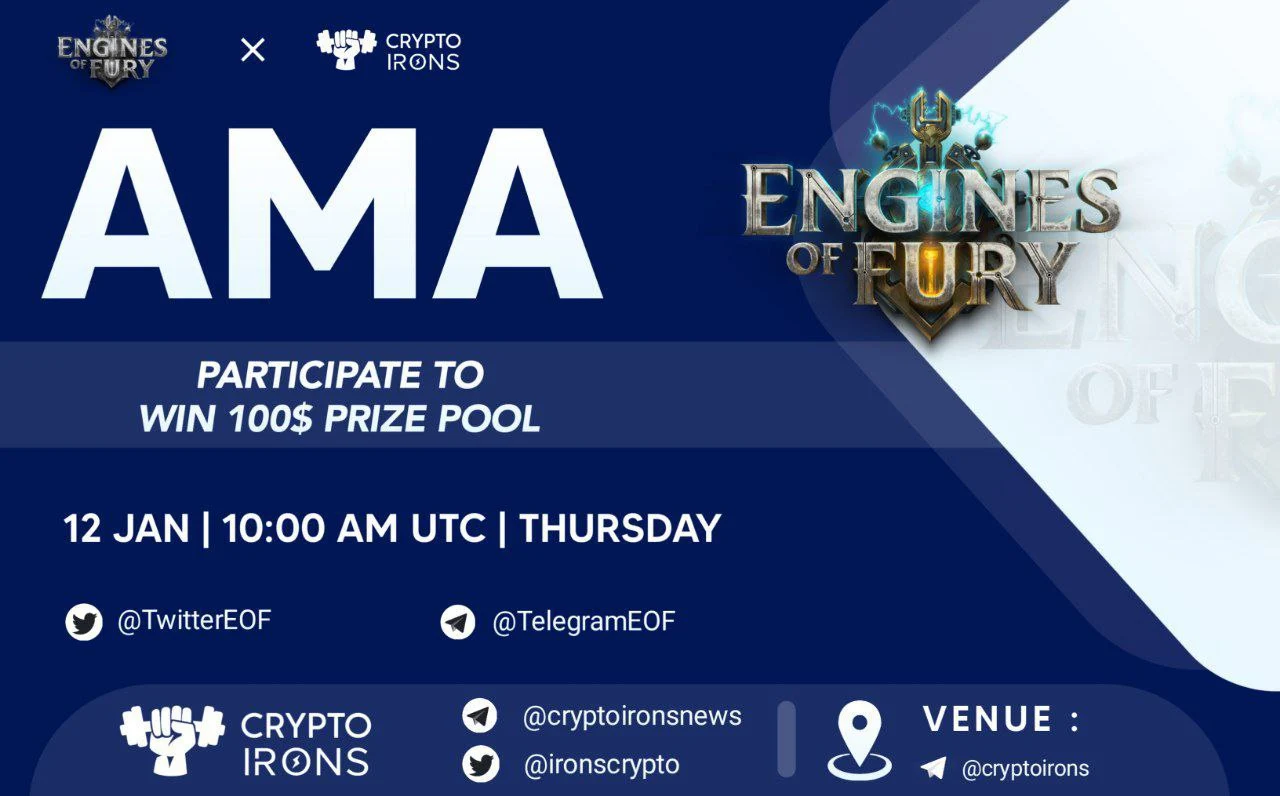 ENGINES
OF FURY
X
CRYPTO
IRONS
AMA
ENGINES
OF FURY
PARTICIPATE TO
WIN 100$ PRIZE POOL
12 JAN | 10:00 AM UTC | THURSDAY
@TwitterEOF
@TelegramEOF
CRYPTO
IRONS
@cryptoironsnews
@ironscrypto
VENUE :
@cryptoirons